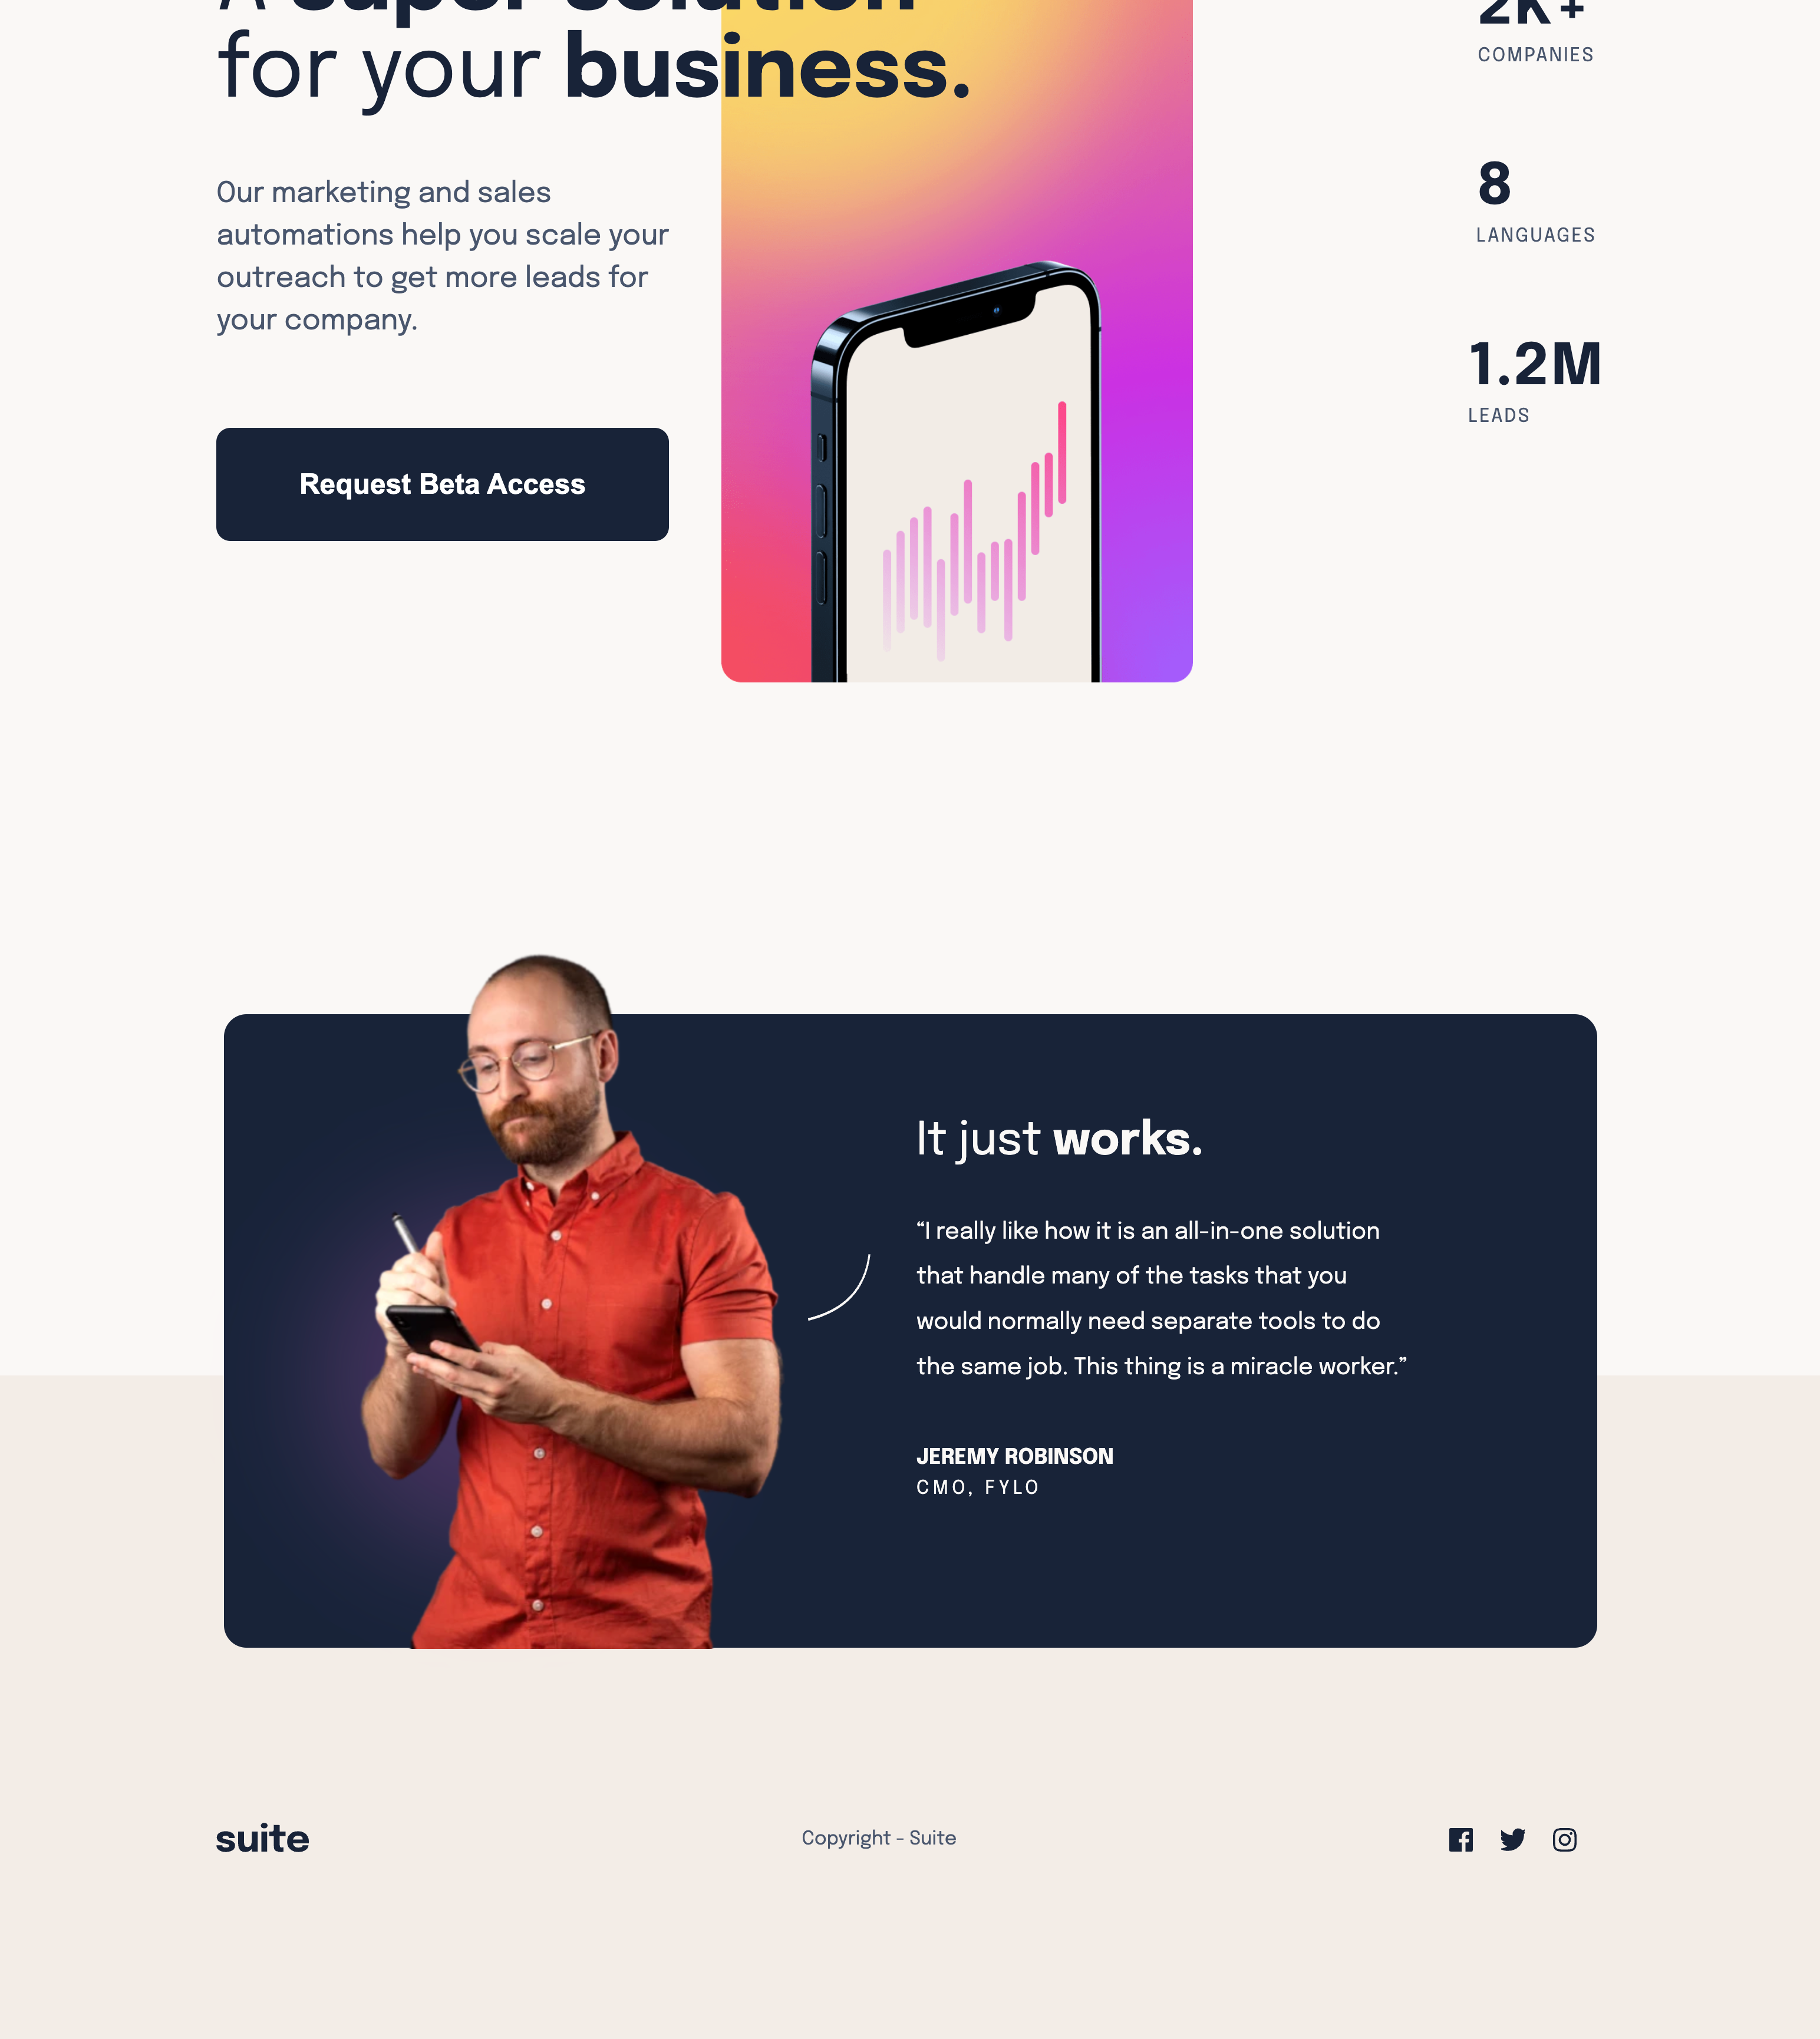 A super solution
for your business.
Our marketing and sales
automations help you scale your
outreach to get more leads for
your company.
Request Beta Access
2K+
COMPANIES
8
LANGUAGES
1.2M
LEADS
It just works.
“I really like how it is an all-in-one solution
that handle many of the tasks that you
would normally need separate tools to do
the same job. This thing is a miracle worker.”
JEREMY ROBINSON
CMO, FYLO
suite
Copyright - Suite